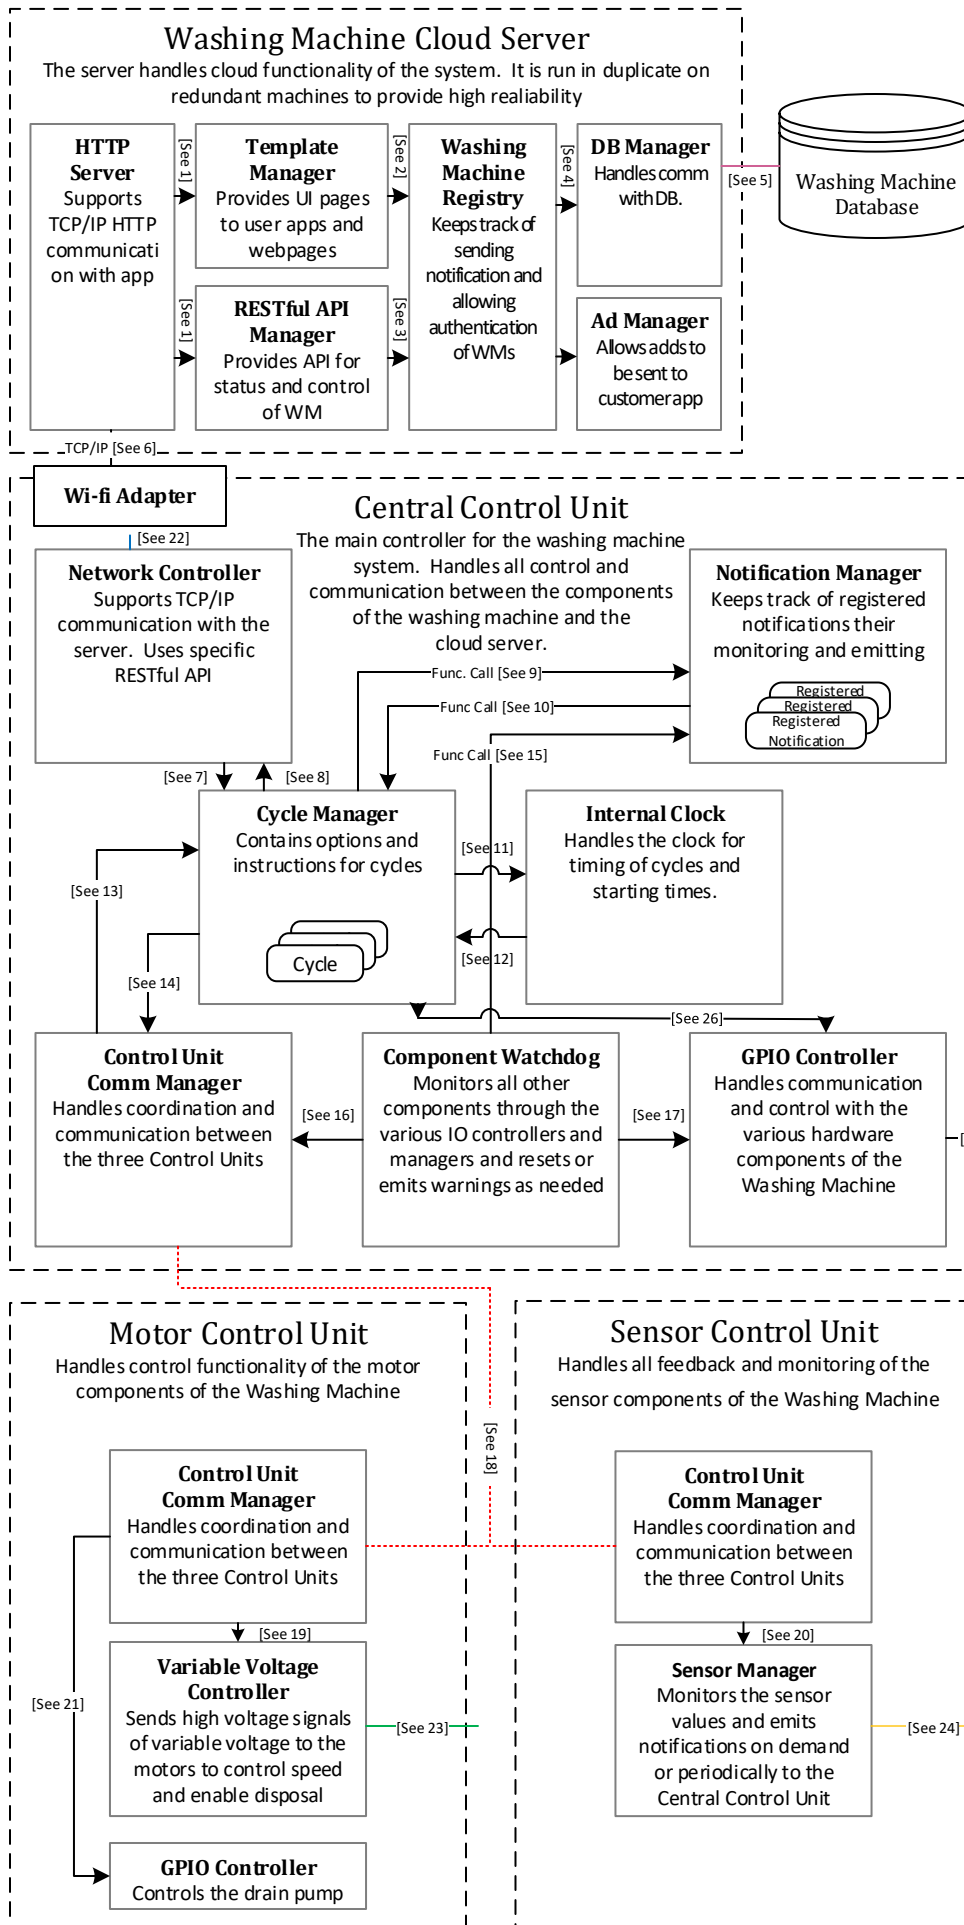 Washing Machine Cloud Server
The server handles cloud functionality of the system.  It is run in duplicate on
redundant machines to provide high realiability
HTTP
Server
Supports
TCP/IP HTTP
communicati
on with app
[See 1]
[See 1]
Template
Manager
Provides UI pages
to user apps and
webpages
RESTful API
Manager
Provides API for
status and control
of WM
[See 2]
[See 3]
Washing
Machine
Registry
Keeps track of
sending
notification and
allowing
authentication
of WMs
[See 4]
DB Manager
Handles comm
with DB.
Ad Manager
Allows adds to
be sent to
customer app
[See 5]
Washing Machine
Database
TCP/IP [See 6]
Wi-fi Adapter
[See 22]
Central Control Unit
The main controller for the washing machine
system.  Handles all control and
communication between the components
of the washing machine and the
cloud server.
Network Controller
Supports TCP/IP
communication with the
server.  Uses specific
RESTful API
Notification Manager
Keeps track of registered
notifications their
monitoring and emitting
Registered
Registered
Registered
Notification
Func. Call [See 9]
Func Call [See 10]
Func Call [See 15]
[See 7]
[See 8]
Cycle Manager
Contains options and
instructions for cycles
Cycle
[See 11]
[See 12]
Internal Clock
Handles the clock for
timing of cycles and
starting times.
[See 13]
[See 14]
[See 26]
Control Unit
Comm Manager
Handles coordination and
communication between
the three Control Units
[See 16]
Component Watchdog
Monitors all other
components through the
various IO controllers and
managers and resets or
emits warnings as needed
[See 17]
GPIO Controller
Handles communication
and control with the
various hardware
components of the
Washing Machine
[
Motor Control Unit
Handles control functionality of the motor
components of the Washing Machine
[See 18]
Control Unit
Comm Manager
Handles coordination and
communication between
the three Control Units
[See 19]
Variable Voltage
Controller
Sends high voltage signals
of variable voltage to the
motors to control speed
and enable disposal
[See 21]
[See 23]
GPIO Controller
Controls the drain pump
Sensor Control Unit
Handles all feedback and monitoring of the
sensor components of the Washing Machine
Control Unit
Comm Manager
Handles coordination and
communication between
the three Control Units
[See 20]
Sensor Manager
Monitors the sensor
values and emits
notifications on demand
or periodically to the
Central Control Unit
[See 24]